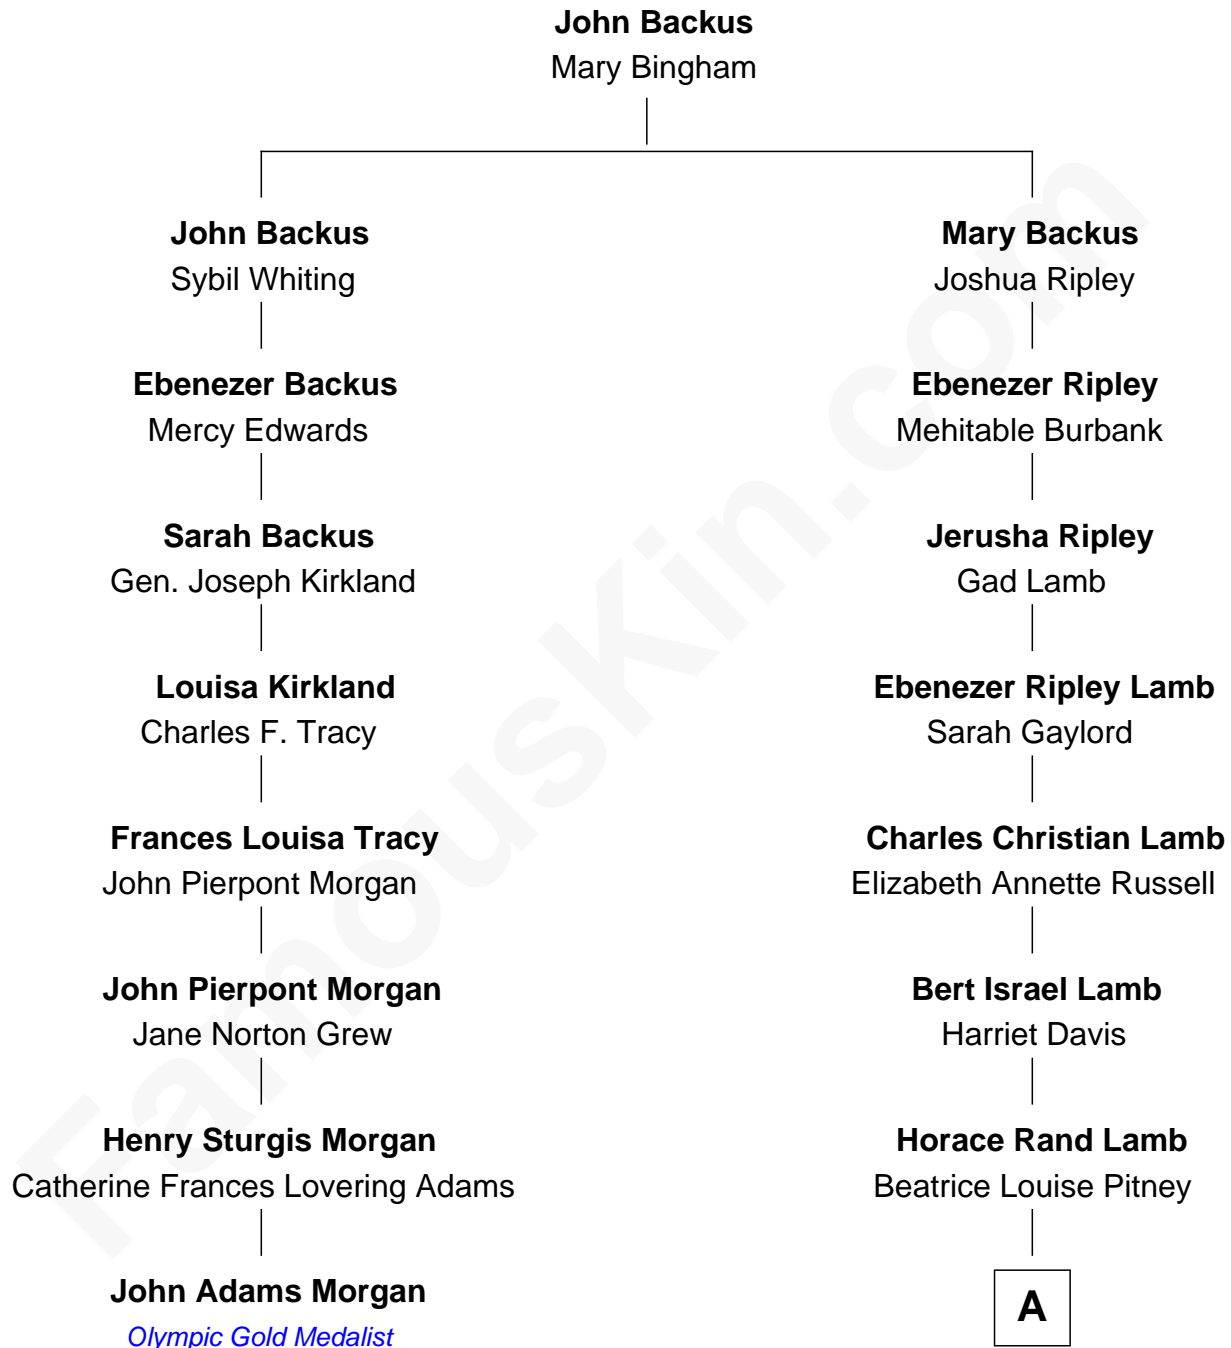 John Backus
Mary Bingham
John Backus
Sybil Whiting
Mary Backus
Joshua Ripley
Ebenezer Backus
Mercy Edwards
Ebenezer Ripley
Mehitable Burbank
Sarah Backus
Gen. Joseph Kirkland
Jerusha Ripley
Gad Lamb
Louisa Kirkland
Charles F. Tracy
Ebenezer Ripley Lamb
Sarah Gaylord
Frances Louisa Tracy
John Pierpont Morgan
Charles Christian Lamb
Elizabeth Annette Russell
John Pierpont Morgan
Jane Norton Grew
Bert Israel Lamb
Harriet Davis
Henry Sturgis Morgan
Catherine Frances Lovering Adams
Horace Rand Lamb
Beatrice Louise Pitney
John Adams Morgan
Olympic Gold Medalist
A
FamousKin.com